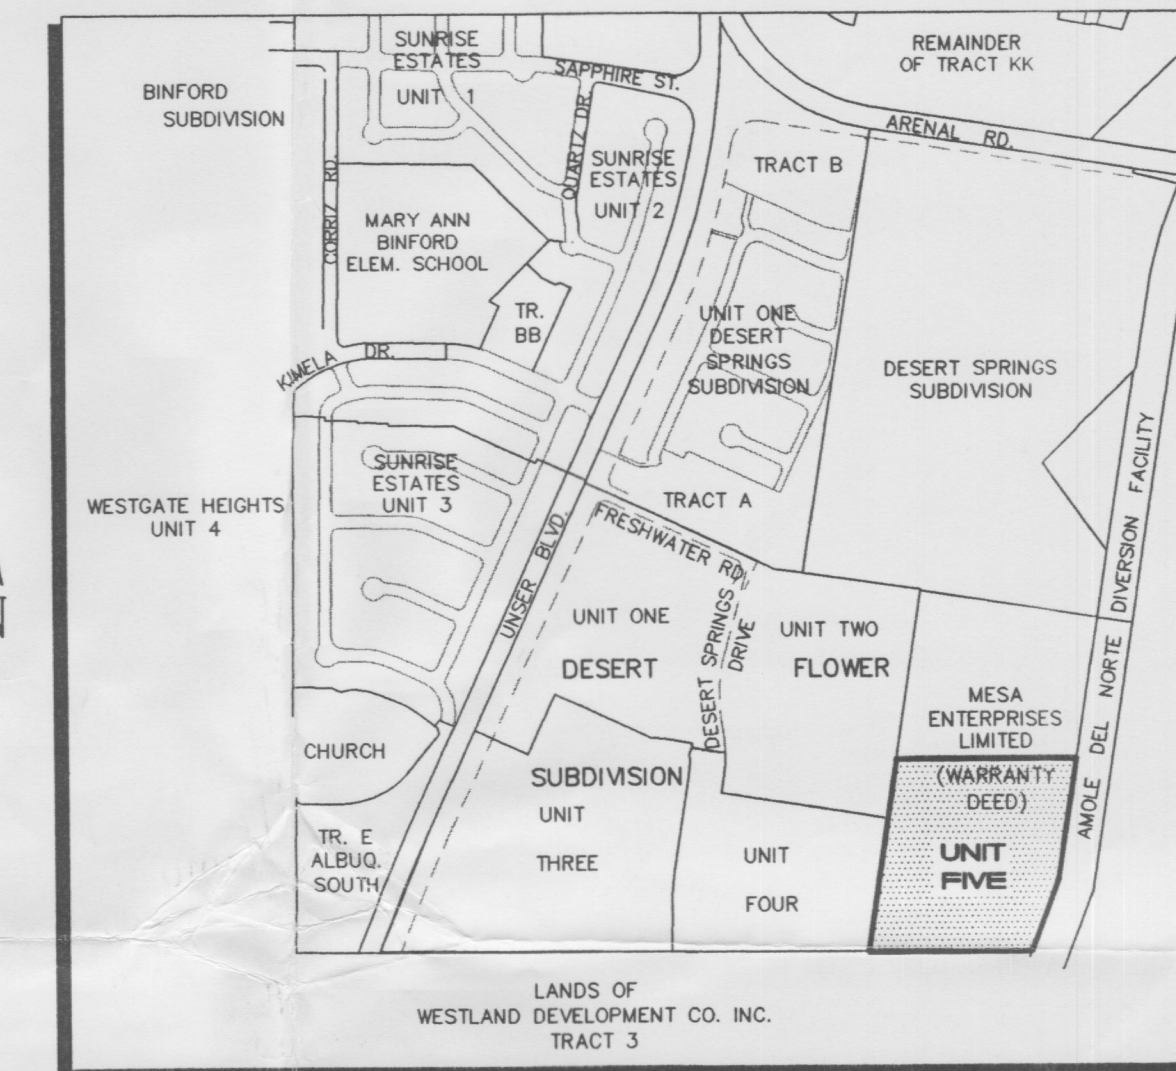 SUNRISE
ESTATES
UNIT 1
BINFORD
SUBDIVISION
SAPPHIRE ST.
REMAINDER
OF TRACT KK
ARENAL RD.
QUARTZ DR.
SUNRISE
ESTATES
UNIT 2
TRACT B
CORRIZ RD.
MARY ANN
BINFORD
ELEM. SCHOOL
TR.
BB
UNIT ONE
DESERT
SPRINGS
SUBDIVISION
DESERT SPRINGS
SUBDIVISION
KIMELA DR.
SUNRISE
ESTATES
UNIT 3
WESTGATE HEIGHTS
UNIT 4
TRACT A
FRESHWATER RD.
UNSER BLVD.
AMOLE DEL NORTE DIVERSION FACILITY
UNIT ONE
DESERT
DESERT SPRINGS
DRIVE
UNIT TWO
FLOWER
MESA
ENTERPRISES
LIMITED
(WARRANTY
DEED)
CHURCH
SUBDIVISION
UNIT
THREE
TR. E
ALBUQ.
SOUTH
UNIT
FOUR
UNIT
FIVE
LANDS OF
WESTLAND DEVELOPMENT CO. INC.
TRACT 3